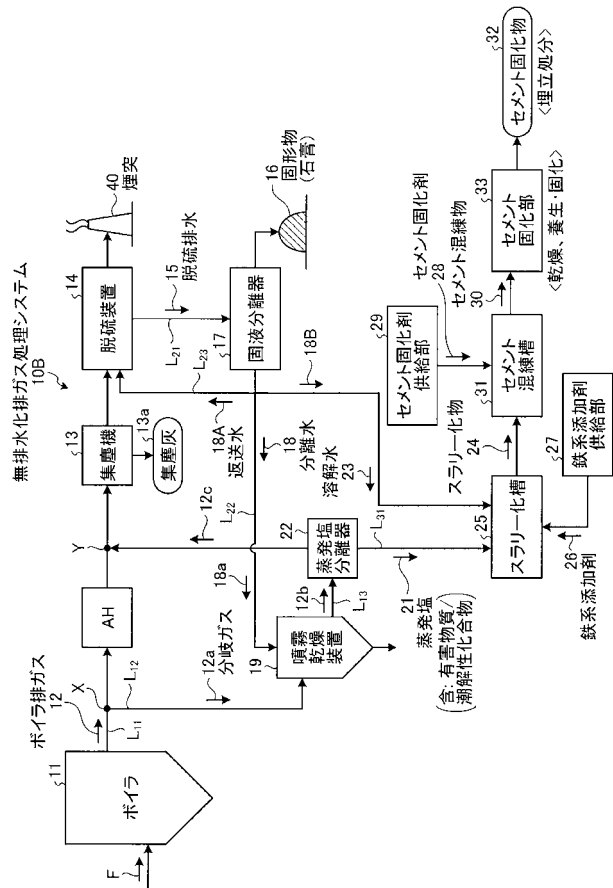 無排水化排ガス処理システム
10B
F
11
ボイラ
ボイラ排ガス
12
L11
X
L12
AH
Y
13
集塵機
13a
集塵灰
14
脱硫装置
40
煙突
15
脱硫排水
L21
L23
17
固液分離器
16
固形物
(石膏)
18A
返送水
18B
18
分離水
溶解水
23
L22
18a
12c
12a
分岐ガス
19
噴霧
乾燥
装置
12b
L13
22
蒸発塩
分離器
L31
21
蒸発塩
(含:有害物質/
潮解性化合物)
25
スラリー化槽
26
鉄系添加剤
27
鉄系添加剤
供給部
スラリー化物
24
29
セメント固化剤
供給部
セメント固化剤
28
31
セメント
混練槽
セメント混練物
30
33
セメント
固化部
<乾燥、養生・固化>
32
セメント固化物
<埋立処分>